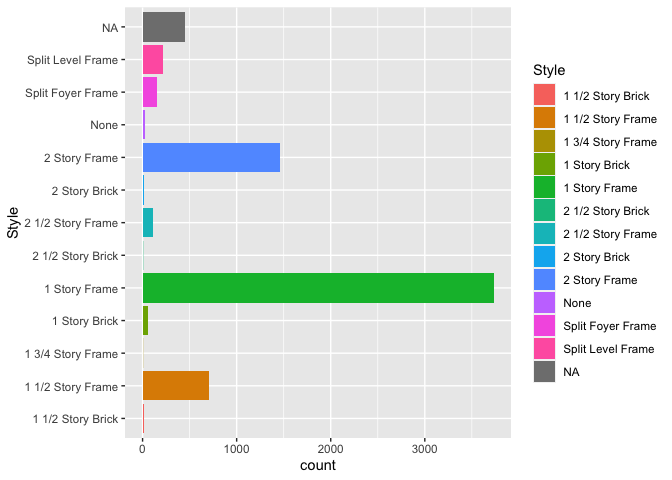 NA
Split Level Frame
Split Foyer Frame
None
2 Story Frame
2 Story Brick
2 1/2 Story Frame
2 1/2 Story Brick
1 Story Frame
1 Story Brick
1 3/4 Story Frame
1 1/2 Story Frame
1 1/2 Story Brick
Style
0 1000 2000 3000
count
Style
1 1/2 Story Brick
1 1/2 Story Frame
1 3/4 Story Frame
1 Story Brick
1 Story Frame
2 1/2 Story Brick
2 1/2 Story Frame
2 Story Brick
2 Story Frame
None
Split Foyer Frame
Split Level Frame
NA